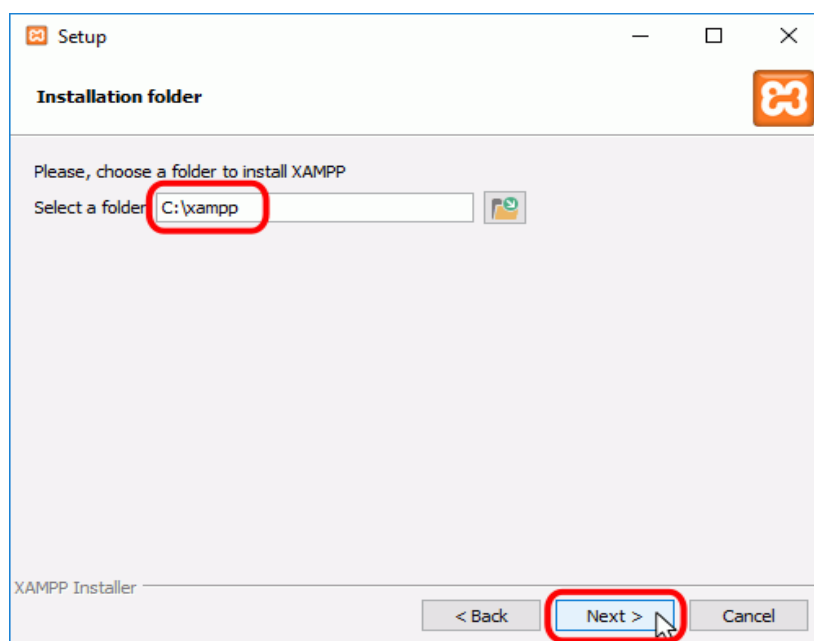 Setup
Installation folder
Please, choose a folder to install XAMPP
Select a folder C:\xampp
XAMPP Installer
< Back Next > Cancel